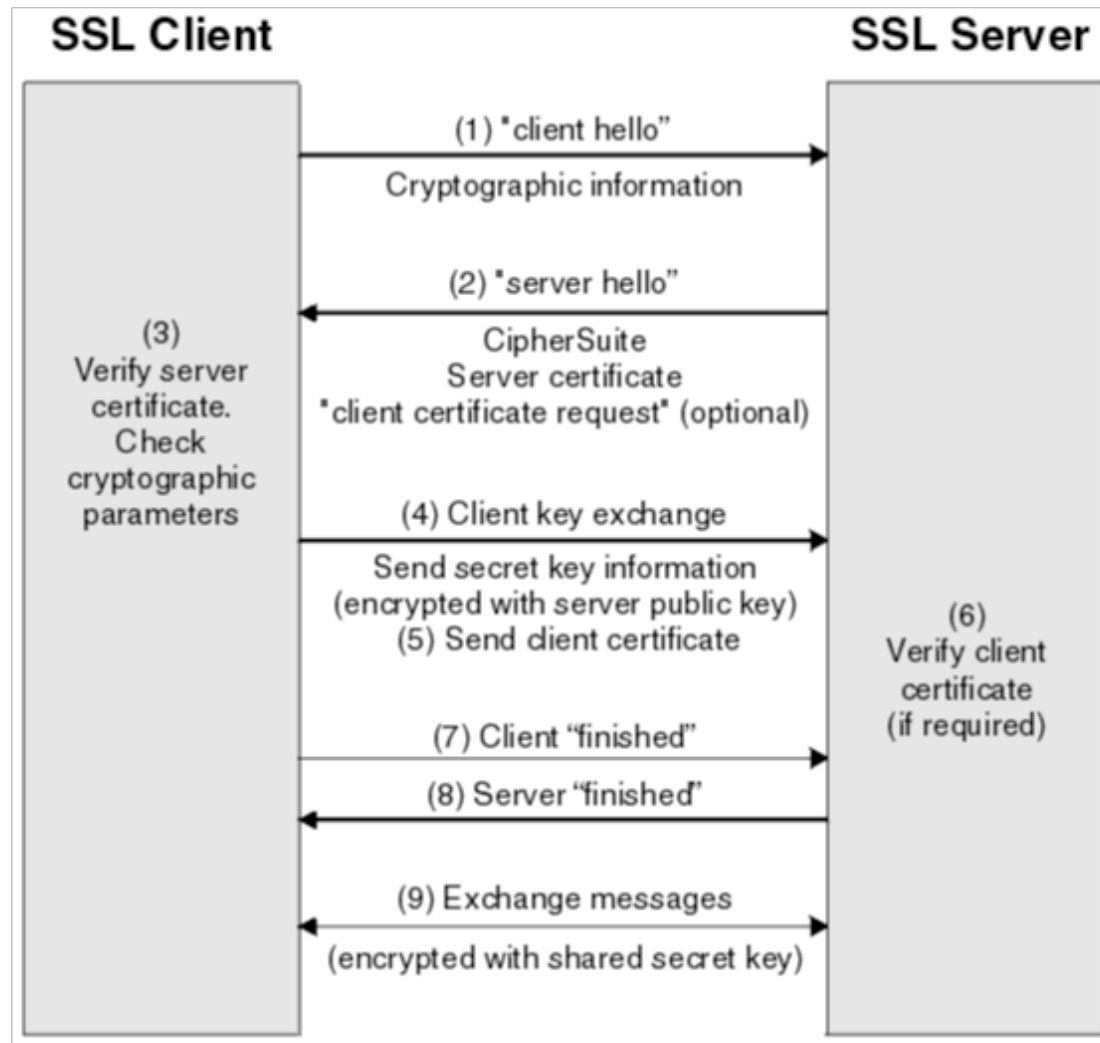 SSL Client
SSL Server
(1) "client hello”
Cryptographic information
(2) "server hello”
CipherSuite
Server certificate
"client certificate request" (optional)
(3)
Verify server
certificate.
Check
cryptographic
parameters
(4) Client key exchange
Send secret key information
(encrypted with server public key)
(5) Send client certificate
(6)
Verify client
certificate
(if required)
(7) Client “finished”
(8) Server “finished”
(9) Exchange messages
(encrypted with shared secret key)